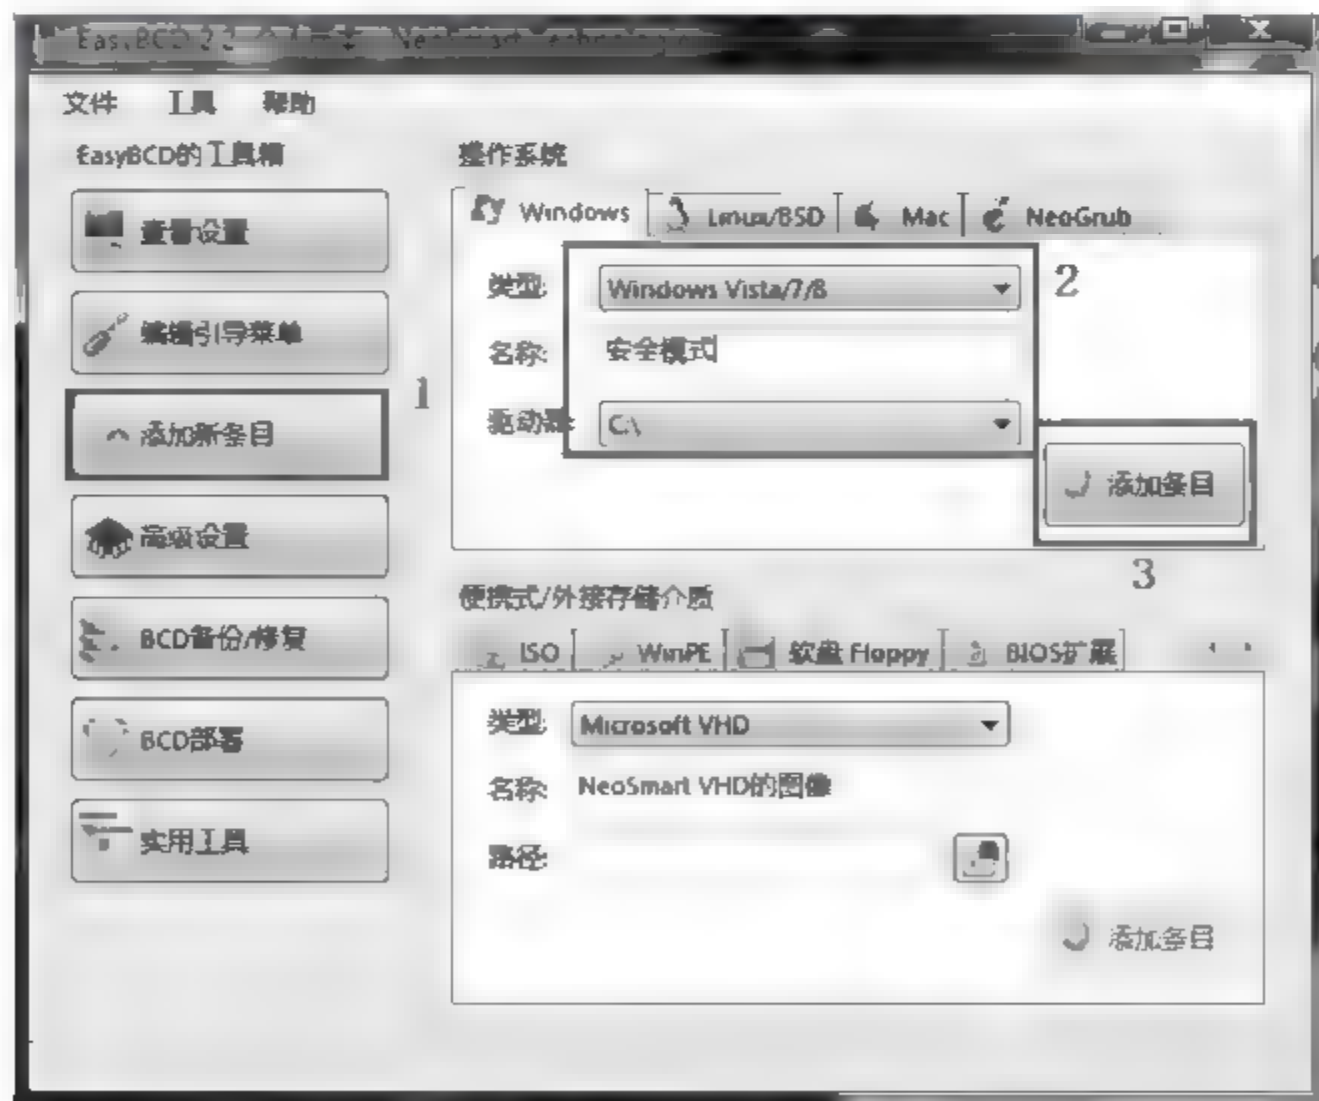 EasyBCD 2.2
文件 工具 帮助
EasyBCD的工具箱
查看设置
编辑引导菜单
添加新条目
1
高级设置
BCD备份/修复
BCD部署
实用工具
操作系统
Windows Linux/BSD Mac NeoGrub
类型: Windows Vista/7/8
2
名称: 安全模式
驱动器: C:\
添加条目
3
便携式/外接存储介质
ISO WinPE 软盘 Floppy BIOS扩展
类型: Microsoft VHD
名称: NeoSmart VHD的图像
路径:
添加条目